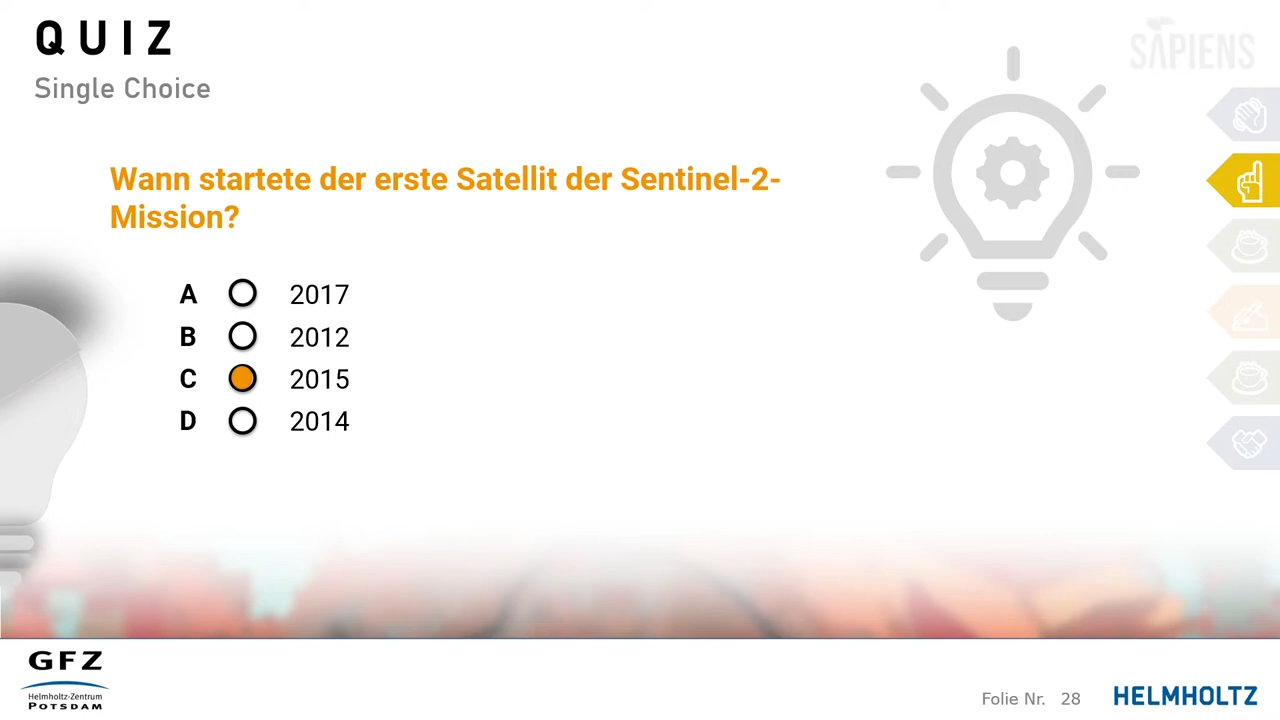 QUIZ
SAPIENS
Single Choice
Wann startete der erste Satellit der Sentinel-2-
Mission?
A 2017
B 2012
C 2015
D 2014
GFZ
Helmholtz-Zentrum
POTSDAM
Folie Nr. 28
HELMHOLTZ